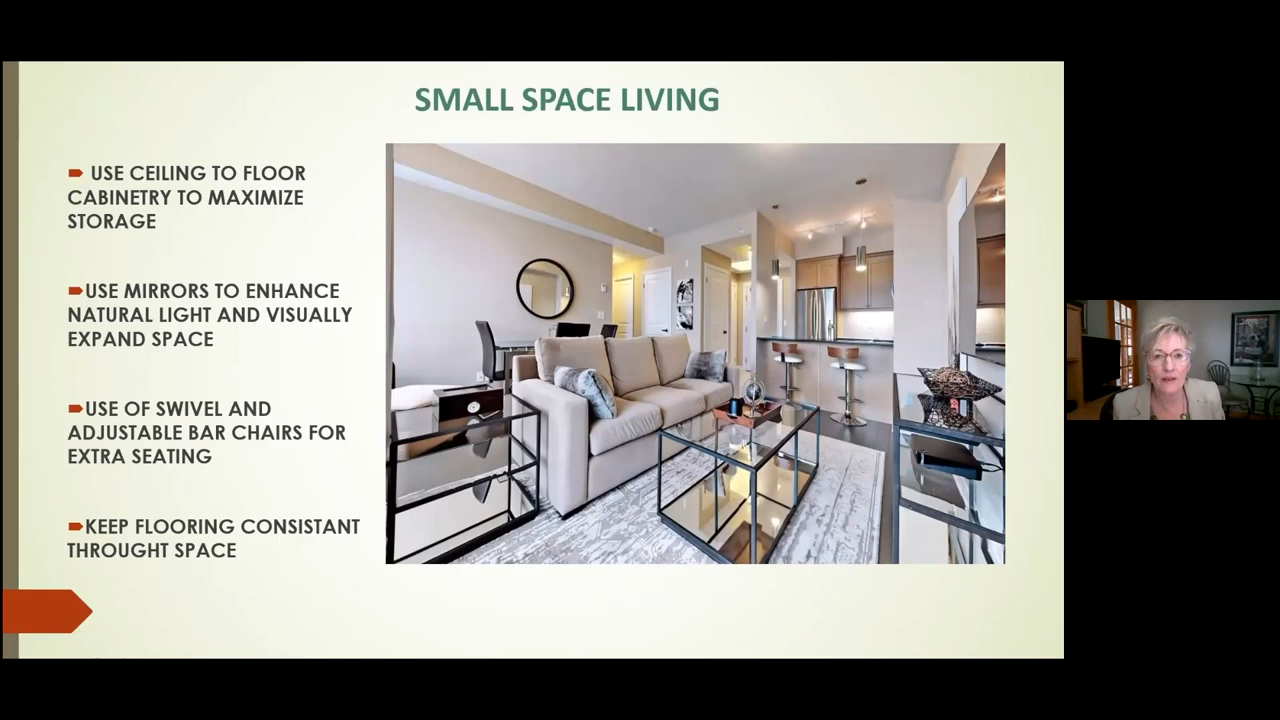 SMALL SPACE LIVING
USE CEILING TO FLOOR
CABINETRY TO MAXIMIZE
STORAGE
USE MIRRORS TO ENHANCE
NATURAL LIGHT AND VISUALLY
EXPAND SPACE
USE OF SWIVEL AND
ADJUSTABLE BAR CHAIRS FOR
EXTRA SEATING
KEEP FLOORING CONSISTANT
THROUGHT SPACE